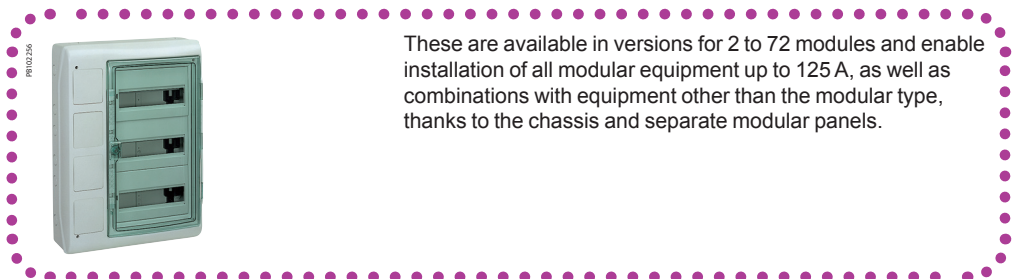 PB102256
These are available in versions for 2 to 72 modules and enable
installation of all modular equipment up to 125 A, as well as
combinations with equipment other than the modular type,
thanks to the chassis and separate modular panels.